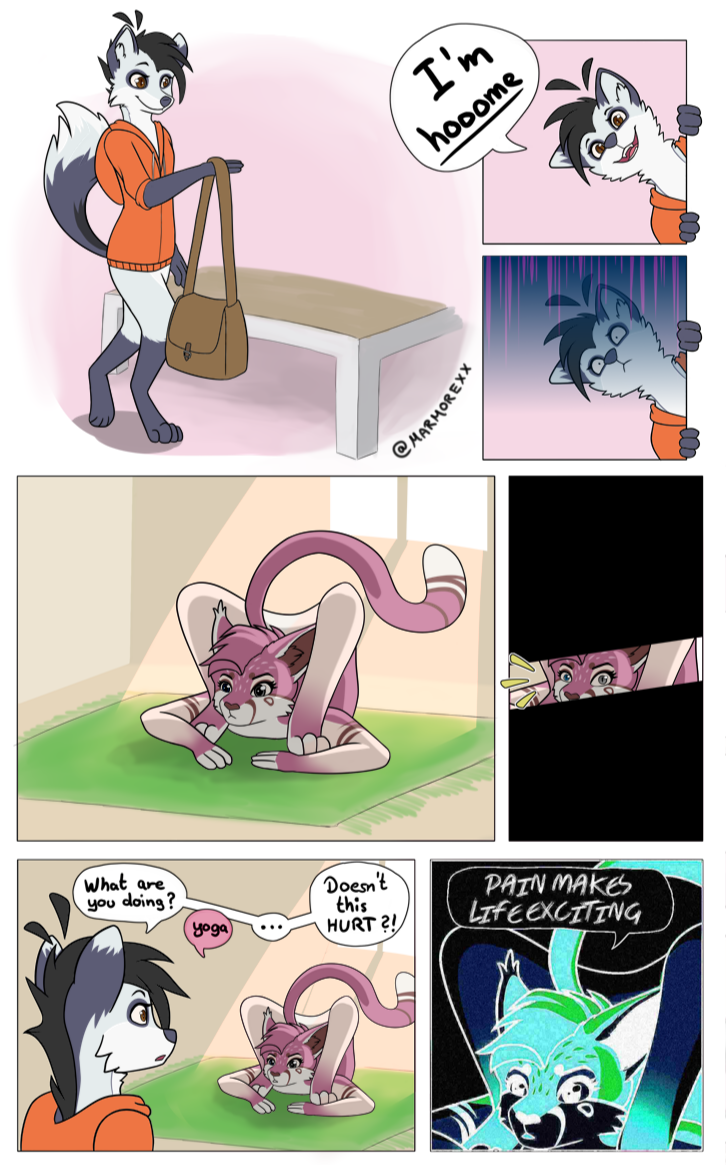 I'm
hooome
@MARMOREXX
What are
you doing?
yoga
...
Doesn't
this
HURT?!
PAIN MAKES
LIFE EXCITING